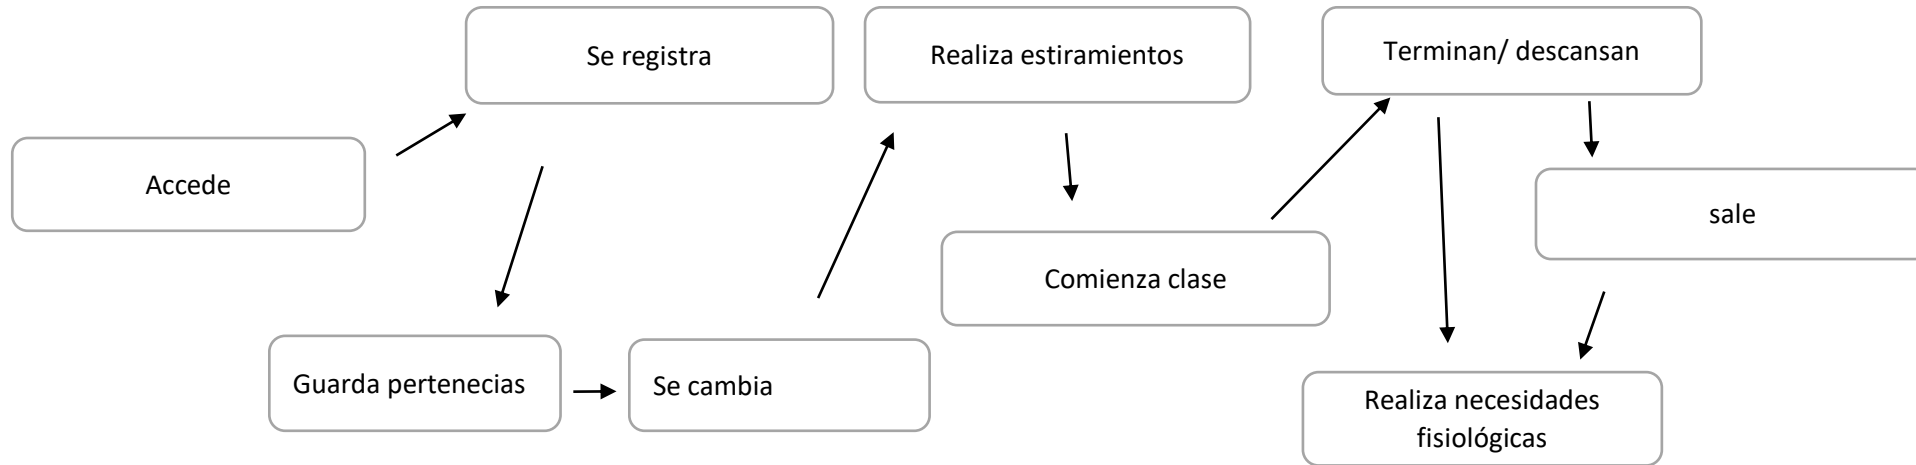 Accede
Se registra
Guarda pertenecias
Se cambia
Realiza estiramientos
Comienza clase
Terminan/ descansan
sale
Realiza necesidades
fisiológicas